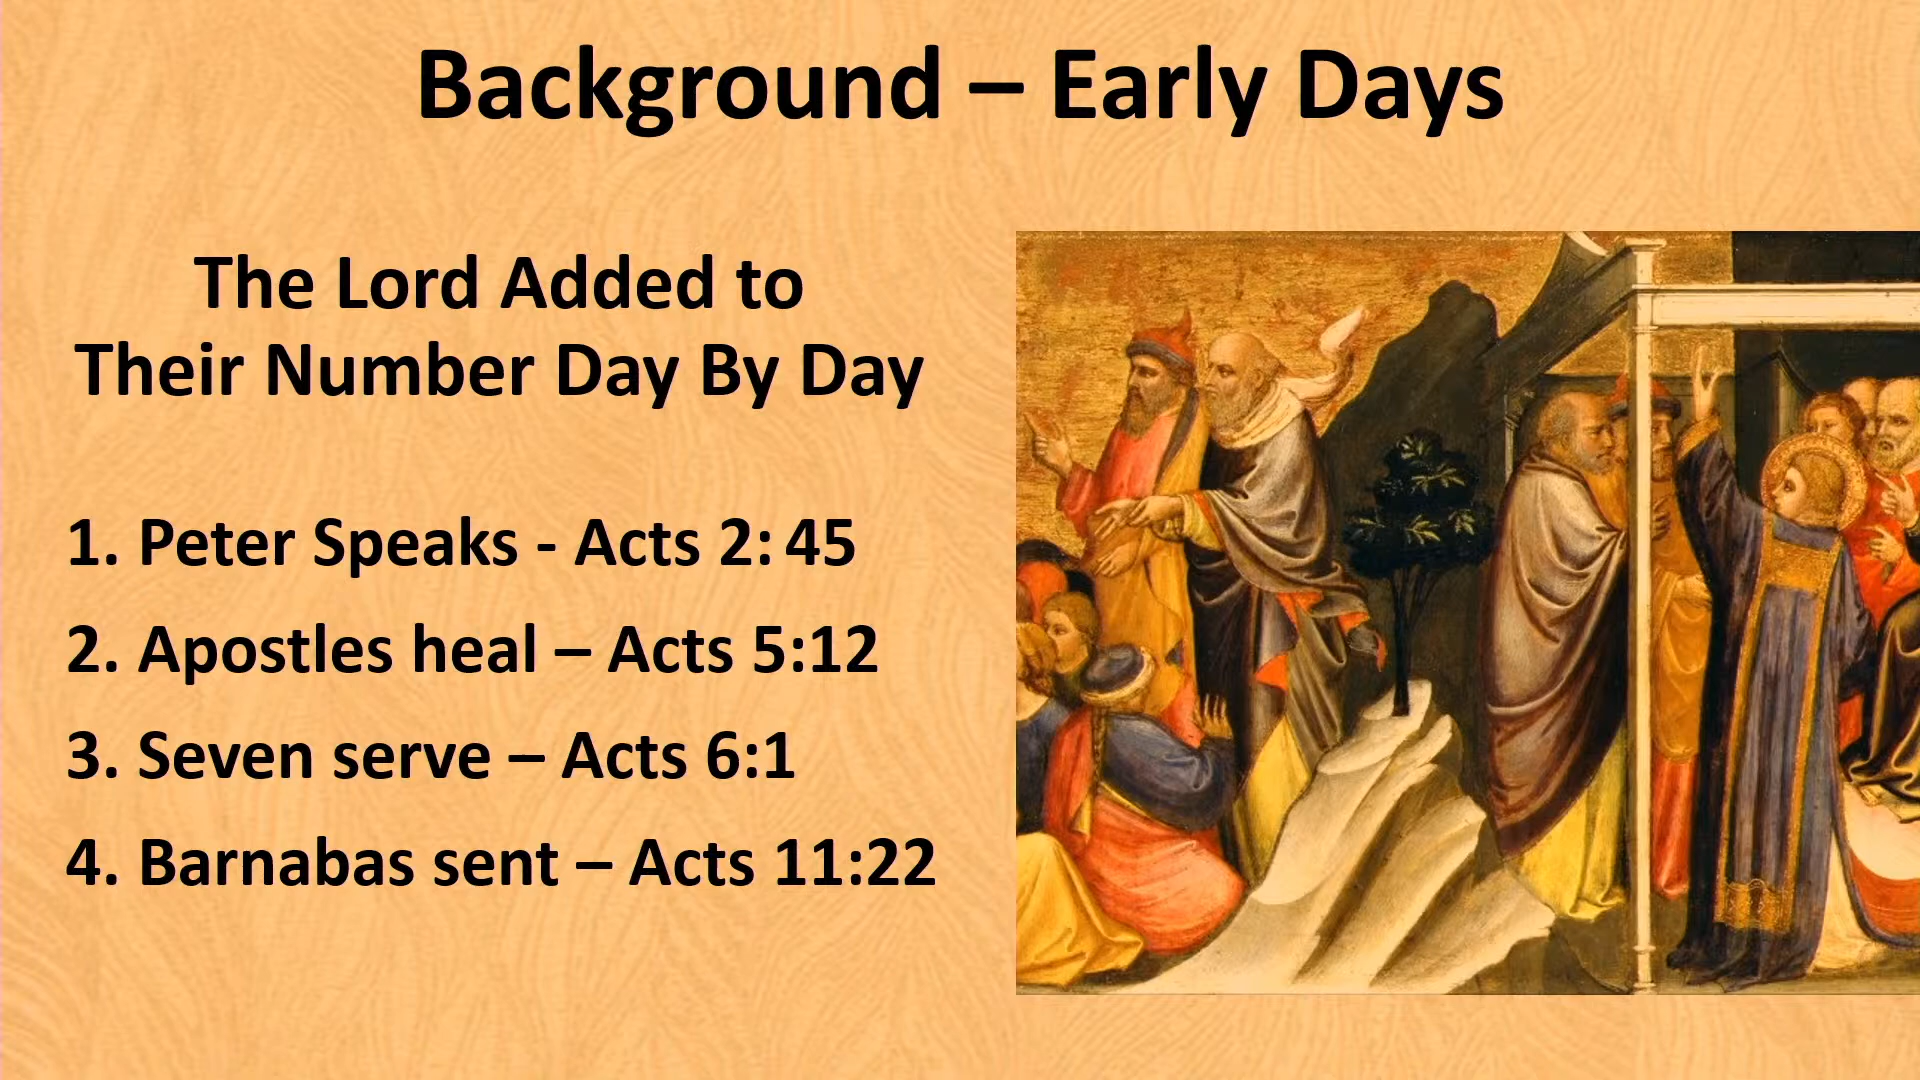 Background – Early Days
The Lord Added to
Their Number Day By Day
1. Peter Speaks - Acts 2: 45
2. Apostles heal – Acts 5:12
3. Seven serve – Acts 6:1
4. Barnabas sent – Acts 11:22